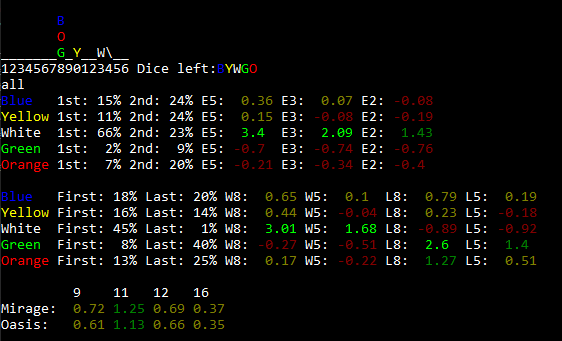 B
O
_______G_Y__W\__
1234567890123456 Dice left:BYWGO
all
Blue 1st: 15% 2nd: 24% E5: 0.36 E3: 0.07 E2: -0.08
Yellow 1st: 11% 2nd: 24% E5: 0.15 E3: -0.08 E2: -0.19
White 1st: 66% 2nd: 23% E5: 3.4 E3: 2.09 E2: 1.43
Green 1st: 2% 2nd: 9% E5: -0.7 E3: -0.74 E2: -0.76
Orange 1st: 7% 2nd: 20% E5: -0.21 E3: -0.34 E2: -0.4
Blue First: 18% Last: 20% W8: 0.65 W5: 0.1 L8: 0.79 L5: 0.19
Yellow First: 16% Last: 14% W8: 0.44 W5: -0.04 L8: 0.23 L5: -0.18
White First: 45% Last: 1% W8: 3.01 W5: 1.68 L8: -0.89 L5: -0.92
Green First: 8% Last: 40% W8: -0.27 W5: -0.51 L8: 2.6 L5: 1.4
Orange First: 13% Last: 25% W8: 0.17 W5: -0.22 L8: 1.27 L5: 0.51
9 11 12 16
Mirage: 0.72 1.25 0.69 0.37
Oasis: 0.61 1.13 0.66 0.35